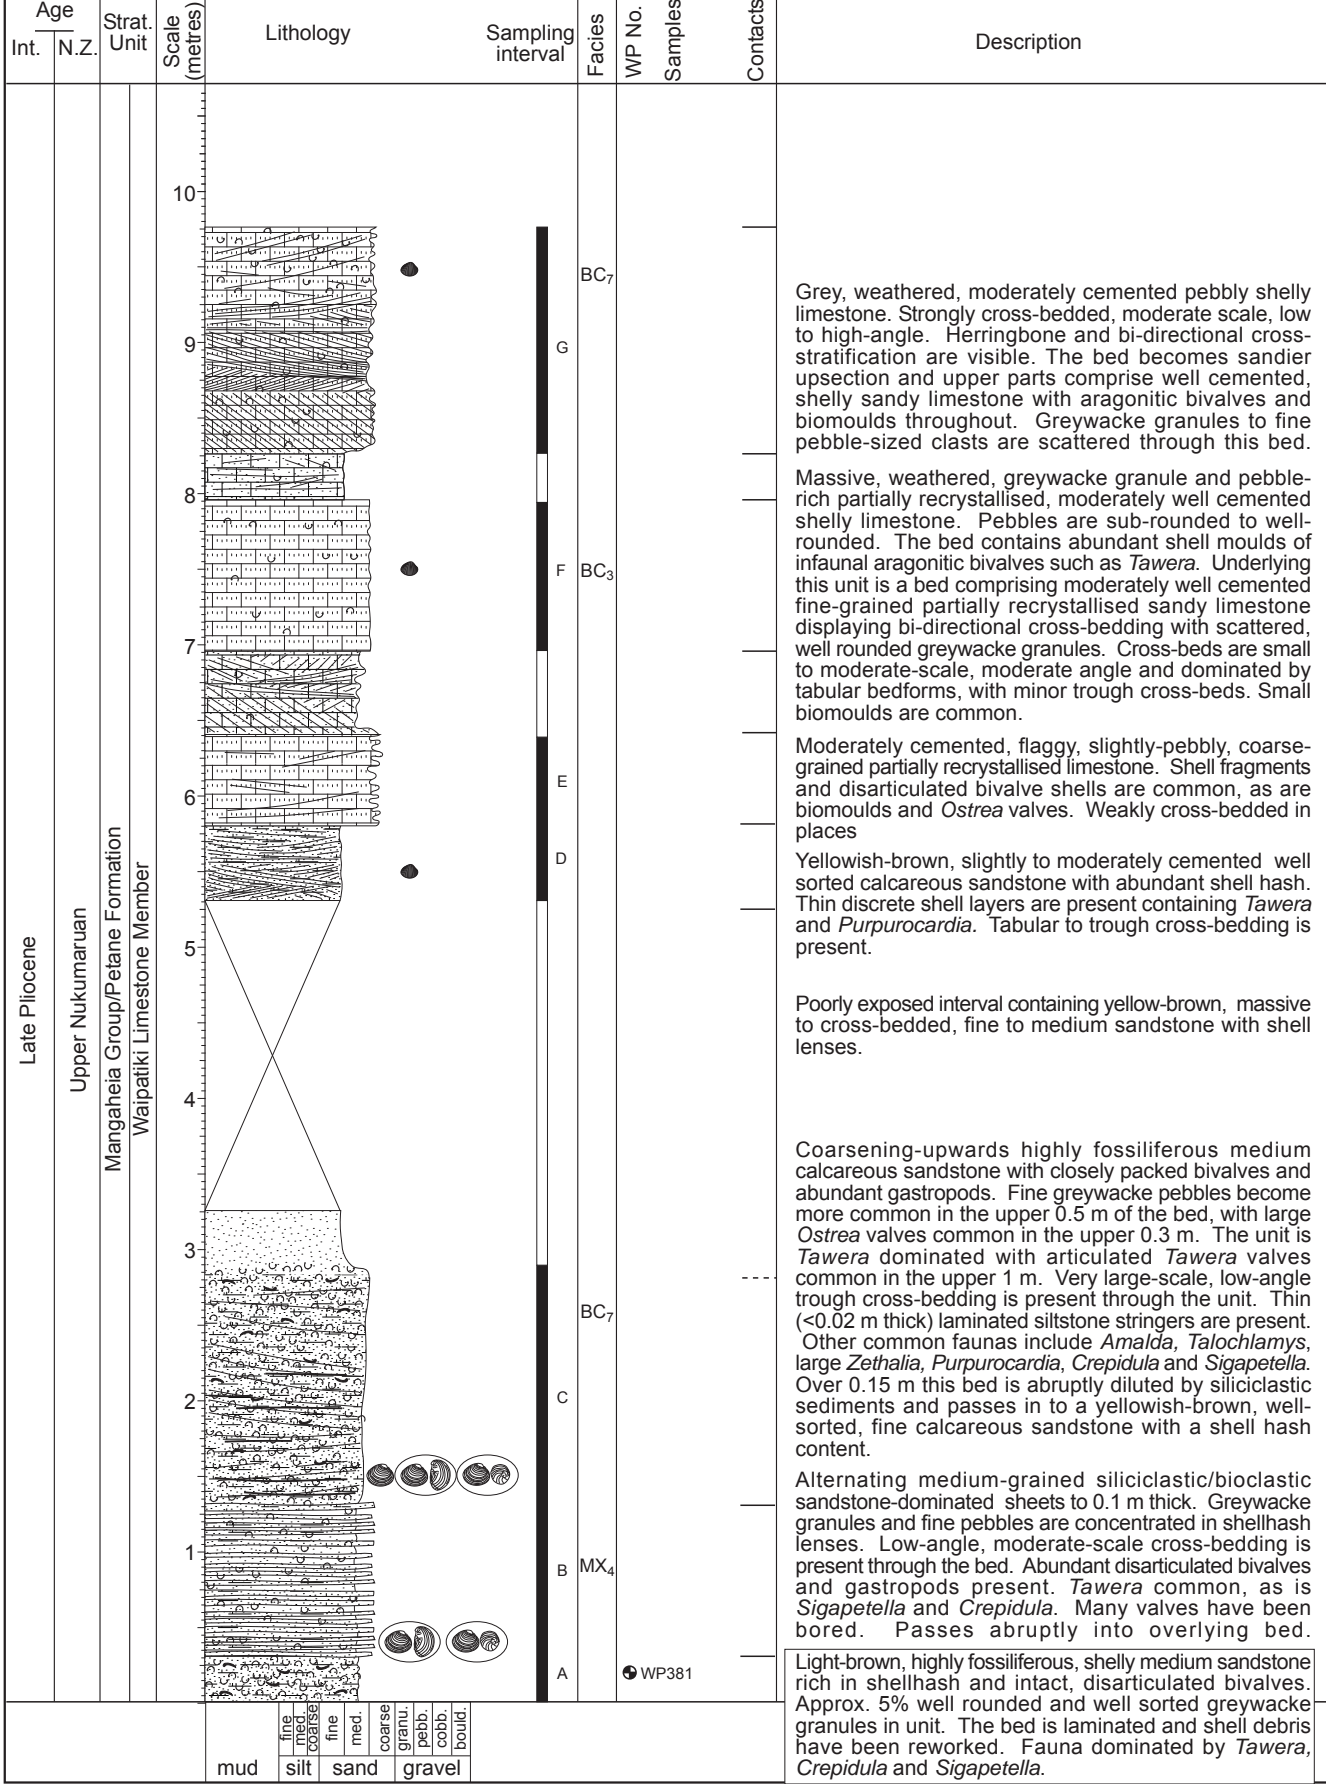 Age
Int.
N.Z.
Strat.
Unit
Scale
(metres)
Lithology
Sampling
interval
Facies
WP No.
Samples
Contacts
Description
10
9
8
7
6
5
4
3
2
1
Late Pliocene
Upper Nukumaruan
Mangaheia Group/Petane Formation
Waipatiki Limestone Member
G
F
E
D
C
B
A
BC7
BC3
BC7
MX4
WP381
Grey, weathered, moderately cemented pebbly shelly
limestone. Strongly cross-bedded, moderate scale, low
to high-angle. Herringbone and bi-directional cross-
stratification are visible. The bed becomes sandier
upsection and upper parts comprise well cemented,
shelly sandy limestone with aragonitic bivalves and
biomoulds throughout. Greywacke granules to fine
pebble-sized clasts are scattered through this bed.
Massive, weathered, greywacke granule and pebble-
rich partially recrystallised, moderately well cemented
shelly limestone. Pebbles are sub-rounded to well-
rounded. The bed contains abundant shell moulds of
infaunal aragonitic bivalves such as Tawera. Underlying
this unit is a bed comprising moderately well cemented
fine-grained partially recrystallised sandy limestone
displaying bi-directional cross-bedding with scattered,
well rounded greywacke granules. Cross-beds are small
to moderate-scale, moderate angle and dominated by
tabular bedforms, with minor trough cross-beds. Small
biomoulds are common.
Moderately cemented, flaggy, slightly-pebbly, coarse-
grained partially recrystallised limestone. Shell fragments
and disarticulated bivalve shells are common, as are
biomoulds and Ostrea valves. Weakly cross-bedded in
places
Yellowish-brown, slightly to moderately cemented well
sorted calcareous sandstone with abundant shell hash.
Thin discrete shell layers are present containing Tawera
and Purpurocardia. Tabular to trough cross-bedding is
present.
Poorly exposed interval containing yellow-brown, massive
to cross-bedded, fine to medium sandstone with shell
lenses.
Coarsening-upwards highly fossiliferous medium
calcareous sandstone with closely packed bivalves and
abundant gastropods. Fine greywacke pebbles become
more common in the upper 0.5 m of the bed, with large
Ostrea valves common in the upper 0.3 m. The unit is
Tawera dominated with articulated Tawera valves
common in the upper 1 m. Very large-scale, low-angle
trough cross-bedding is present through the unit. Thin
(<0.02 m thick) laminated siltstone stringers are present.
Other common faunas include Amalda, Talochlamys,
large Zethalia, Purpurocardia, Crepidula and Sigapetella.
Over 0.15 m this bed is abruptly diluted by siliciclastic
sediments and passes in to a yellowish-brown, well-
sorted, fine calcareous sandstone with a shell hash
content.
Alternating medium-grained siliciclastic/bioclastic
sandstone-dominated sheets to 0.1 m thick. Greywacke
granules and fine pebbles are concentrated in shellhash
lenses. Low-angle, moderate-scale cross-bedding is
present through the bed. Abundant disarticulated bivalves
and gastropods present. Tawera common, as is
Sigapetella and Crepidula. Many valves have been
bored. Passes abruptly into overlying bed.
Light-brown, highly fossiliferous, shelly medium sandstone
rich in shellhash and intact, disarticulated bivalves.
Approx. 5% well rounded and well sorted greywacke
granules in unit. The bed is laminated and shell debris
have been reworked. Fauna dominated by Tawera,
Crepidula and Sigapetella.
fine
med.
coarse
fine
med.
coarse
granu.
pebb.
cobb.
bould.
mud
silt
sand
gravel